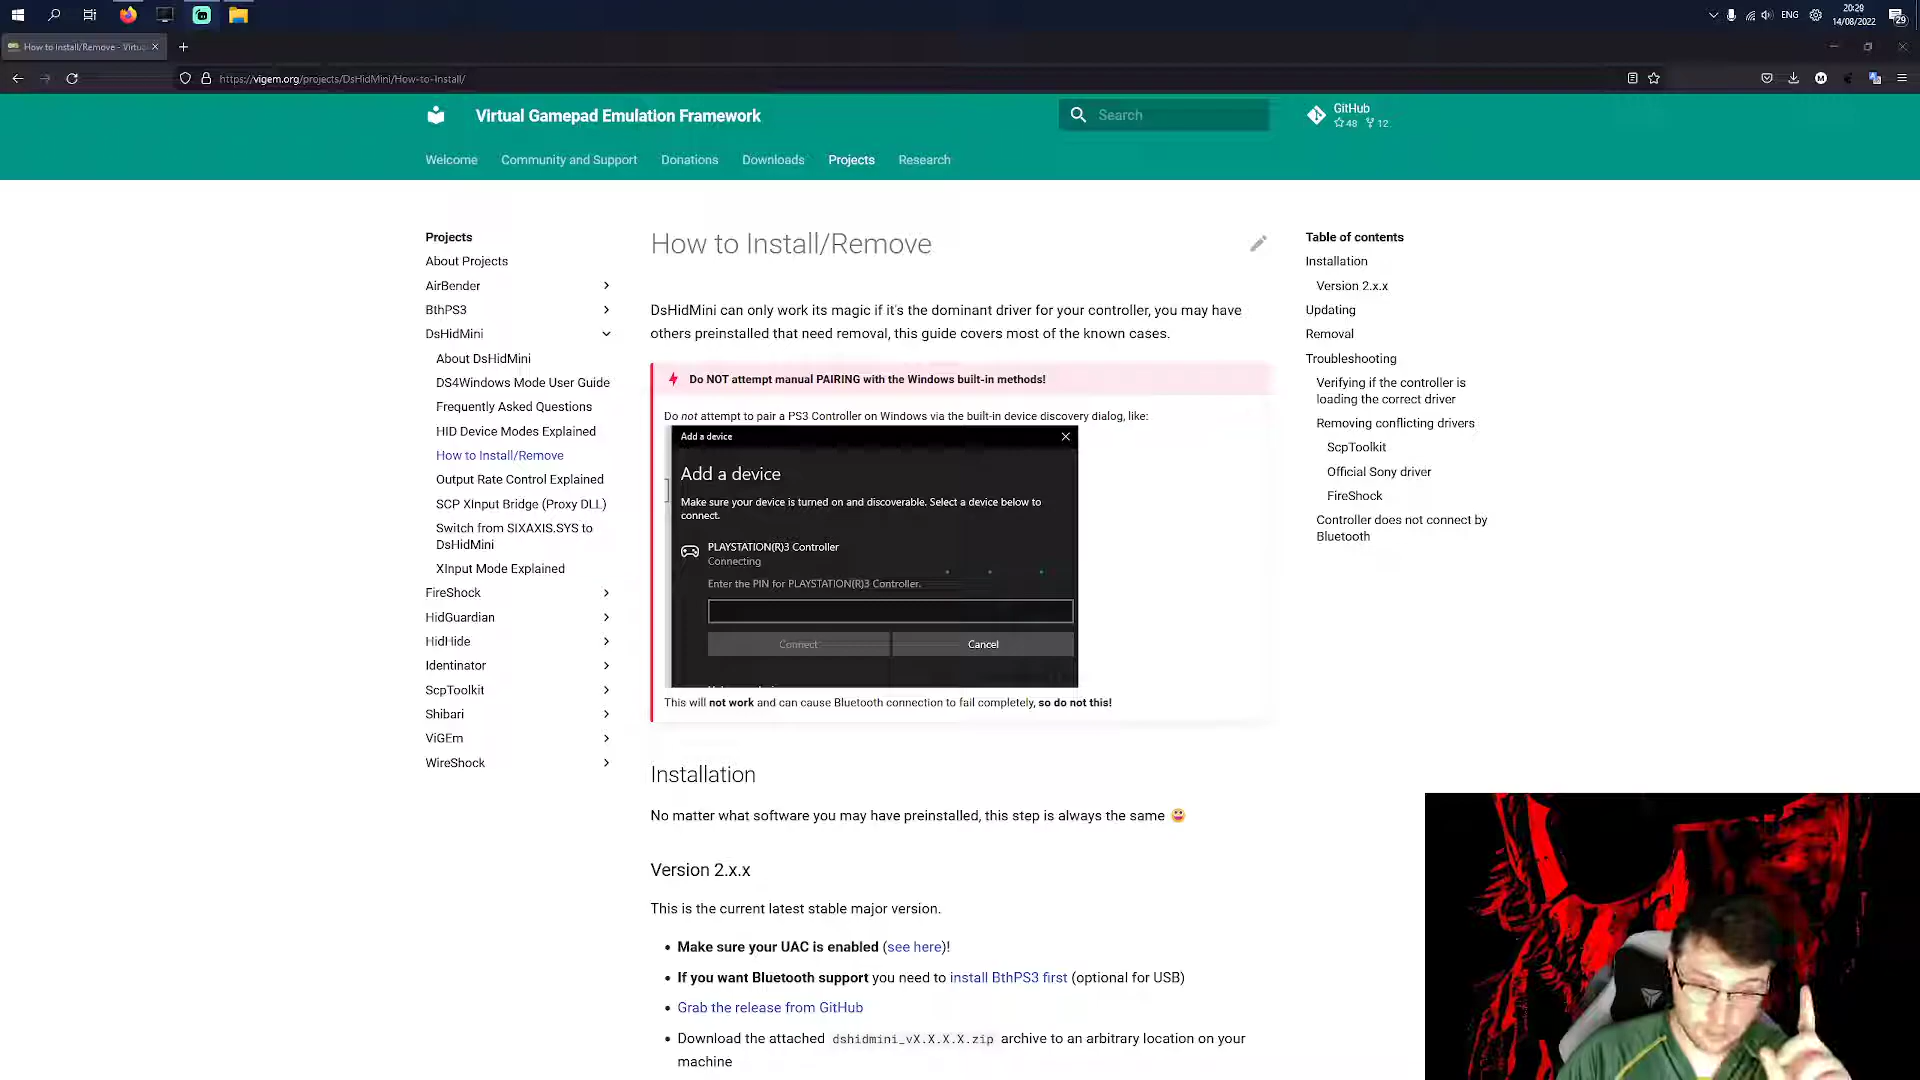 ENG
20:29
14/08/2022
29
How to Install/Remove - Virtu
https://vigem.org/projects/DsHidMini/How-to-Install/
Virtual Gamepad Emulation Framework
Search
GitHub
48 12
Welcome
Community and Support
Donations
Downloads
Projects
Research
Projects
About Projects
AirBender
BthPS3
DsHidMini
About DsHidMini
DS4Windows Mode User Guide
Frequently Asked Questions
HID Device Modes Explained
How to Install/Remove
Output Rate Control Explained
SCP XInput Bridge (Proxy DLL)
Switch from SIXAXIS.SYS to
DsHidMini
XInput Mode Explained
FireShock
HidGuardian
HidHide
Identinator
ScpToolkit
Shibari
ViGEm
WireShock
How to Install/Remove
DsHidMini can only work its magic if it's the dominant driver for your controller, you may have
others preinstalled that need removal, this guide covers most of the known cases.
Do NOT attempt manual PAIRING with the Windows built-in methods!
Do not attempt to pair a PS3 Controller on Windows via the built-in device discovery dialog, like:
Add a device
Add a device
Make sure your device is turned on and discoverable. Select a device below to
connect.
PLAYSTATION(R)3 Controller
Connecting
Enter the PIN for PLAYSTATION(R)3 Controller.
Connect
Cancel
This will not work and can cause Bluetooth connection to fail completely, so do not this!
Installation
No matter what software you may have preinstalled, this step is always the same
Version 2.x.x
This is the current latest stable major version.
Make sure your UAC is enabled (see here)!
If you want Bluetooth support you need to install BthPS3 first (optional for USB)
Grab the release from GitHub
Download the attached dshidmini_vX.X.X.X.zip archive to an arbitrary location on your
machine
Table of contents
Installation
Version 2.x.x
Updating
Removal
Troubleshooting
Verifying if the controller is
loading the correct driver
Removing conflicting drivers
ScpToolkit
Official Sony driver
FireShock
Controller does not connect by
Bluetooth